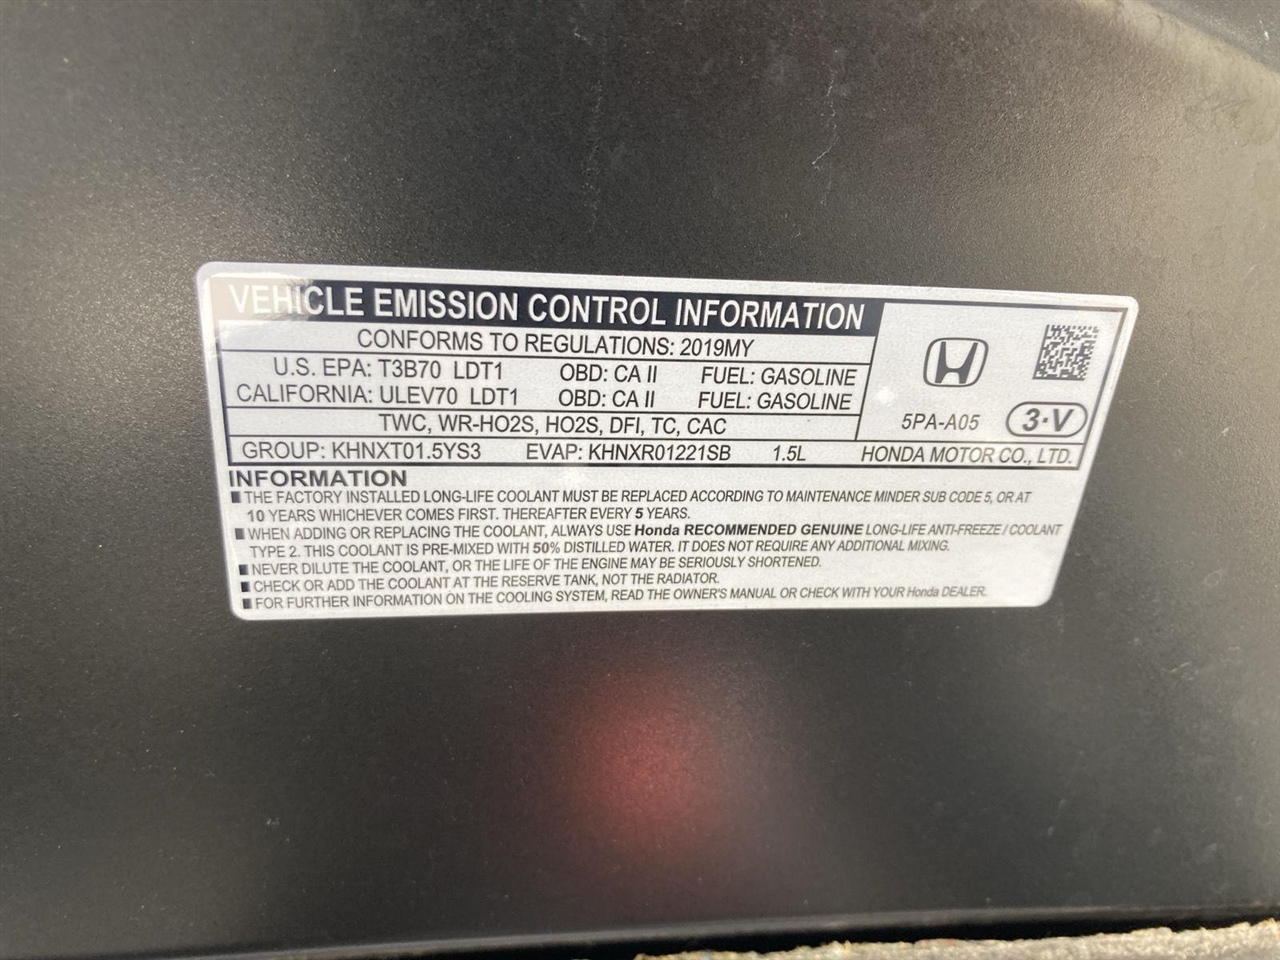 VEHICLE EMISSION CONTROL INFORMATION
CONFORMS TO REGULATIONS: 2019MY
U.S. EPA: T3B70 LDT1 OBD: CA II FUEL: GASOLINE
CALIFORNIA: ULEV70 LDT1 OBD: CA II FUEL: GASOLINE
TWC, WR-HO2S, HO2S, DFI, TC, CAC
5PA-A05 3·V
GROUP: KHNXT01.5YS3 EVAP: KHNXR01221SB 1.5L HONDA MOTOR CO., LTD.
INFORMATION
■ THE FACTORY INSTALLED LONG-LIFE COOLANT MUST BE REPLACED ACCORDING TO MAINTENANCE MINDER SUB CODE 5, OR AT
10 YEARS WHICHEVER COMES FIRST. THEREAFTER EVERY 5 YEARS.
■ WHEN ADDING OR REPLACING THE COOLANT, ALWAYS USE Honda RECOMMENDED GENUINE LONG-LIFE ANTI-FREEZE / COOLANT
TYPE 2. THIS COOLANT IS PRE-MIXED WITH 50% DISTILLED WATER. IT DOES NOT REQUIRE ANY ADDITIONAL MIXING.
■ NEVER DILUTE THE COOLANT, OR THE LIFE OF THE ENGINE MAY BE SERIOUSLY SHORTENED.
■ CHECK OR ADD THE COOLANT AT THE RESERVE TANK, NOT THE RADIATOR.
■ FOR FURTHER INFORMATION ON THE COOLING SYSTEM, READ THE OWNER'S MANUAL OR CHECK WITH YOUR Honda DEALER.